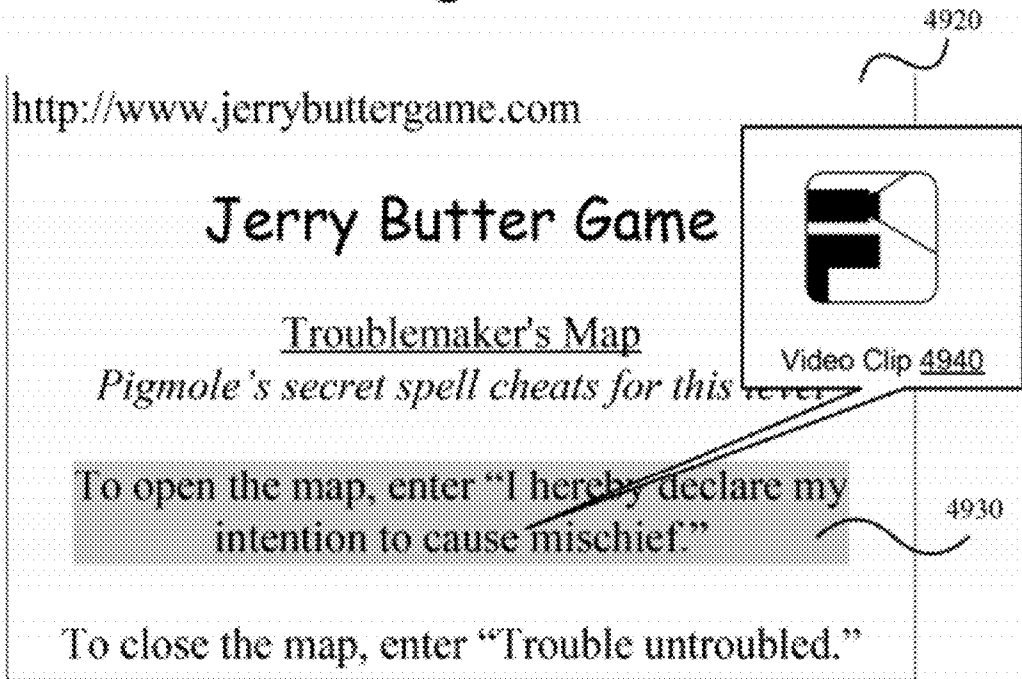 4920
http://www.jerrybuttergame.com
Jerry Butter Game
Troublemaker's Map
Pigmole's secret spell cheats for this level
Video Clip 4940
To open the map, enter “I hereby declare my
intention to cause mischief.”
4930
To close the map, enter “Trouble untroubled.”